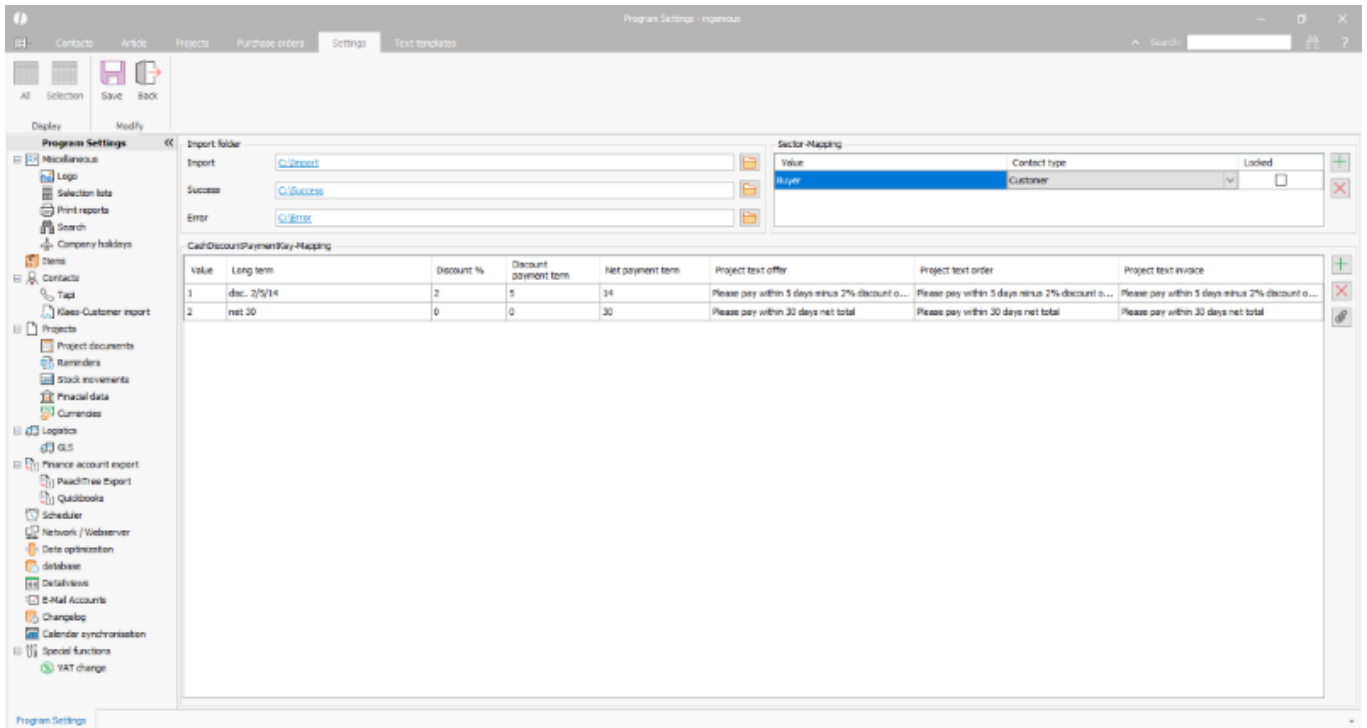 Program Settings - ingenious
Contacts Article Projects Purchase orders Settings Text templates Search: ?
All Selection Save Back
Display Modify
Program Settings
Miscellaneous
Logo
Selection lists
Print reports
Search
Company holidays
Items
Contacts
Tapi
Klaes-Customer import
Projects
Project documents
Reminders
Stock movements
Finacial data
Currencies
Logistics
GLS
Finance account export
PeachTree Export
Quickbooks
Scheduler
Network / Webserver
Data optimization
database
Detailviews
E-Mail Accounts
Changelog
Calendar synchronisation
Special functions
VAT change
Import folder
Import C:\Import
Success C:\Success
Error C:\Error
Sector-Mapping
Value Contact type Locked
Buyer Customer
CashDiscountPaymentKey-Mapping
Value Long term Discount % Discount payment term Net payment term Project text offer Project text order Project text invoice
1 disc. 2/5/14 2 5 14 Please pay within 5 days minus 2% discount o... Please pay within 5 days minus 2% discount o... Please pay within 5 days minus 2% discount o...
2 net 30 0 0 30 Please pay within 30 days net total Please pay within 30 days net total Please pay within 30 days net total
Program Settings